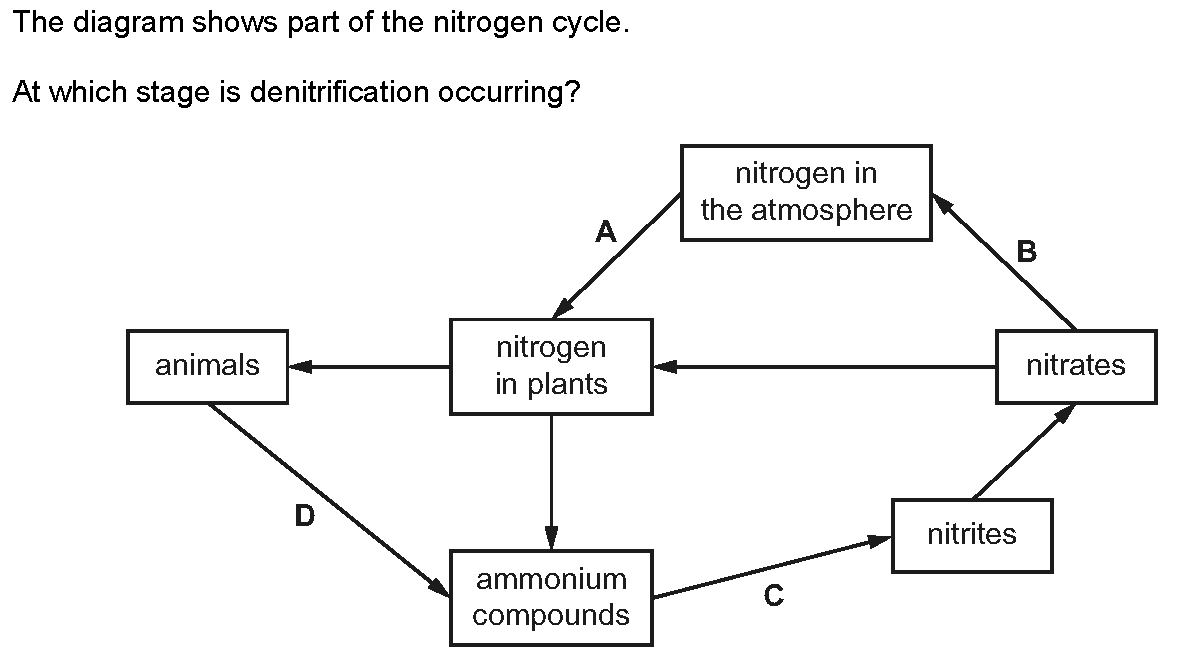 The diagram shows part of the nitrogen cycle.
At which stage is denitrification occurring?
nitrogen in
the atmosphere
A
B
animals
nitrogen
in plants
nitrates
D
nitrites
ammonium
compounds
C